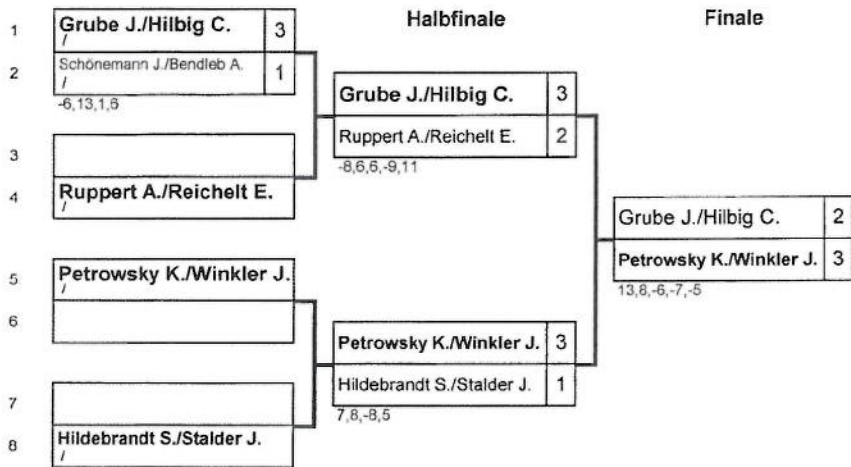 Halbfinale
Finale
1 Grube J./Hilbig C. 3
/
2 Schönemann J./Bendleb A. 1
/
-6,13,1,6
3
4 Ruppert A./Reichelt E.
/
5 Petrowsky K./Winkler J.
/
6
7
8 Hildebrandt S./Stalder J.
/
Grube J./Hilbig C. 3
Ruppert A./Reichelt E. 2
-8,6,6,-9,11
Petrowsky K./Winkler J. 3
Hildebrandt S./Stalder J. 1
7,8,-8,5
Grube J./Hilbig C. 2
Petrowsky K./Winkler J. 3
13,8,-6,-7,-5